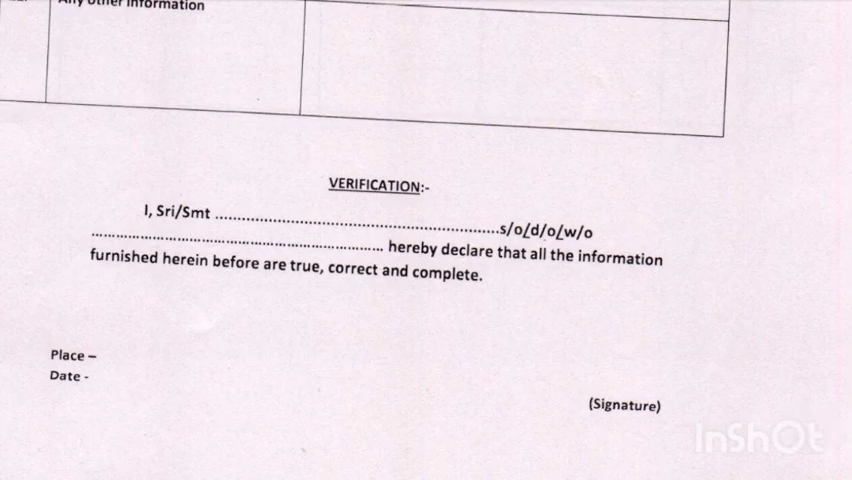 Any other information
VERIFICATION:-
I, Sri/Smt ................................................................................s/o/d/o/w/o
.................................................................................. hereby declare that all the information
furnished herein before are true, correct and complete.
Place –
Date -
(Signature)
InShOt